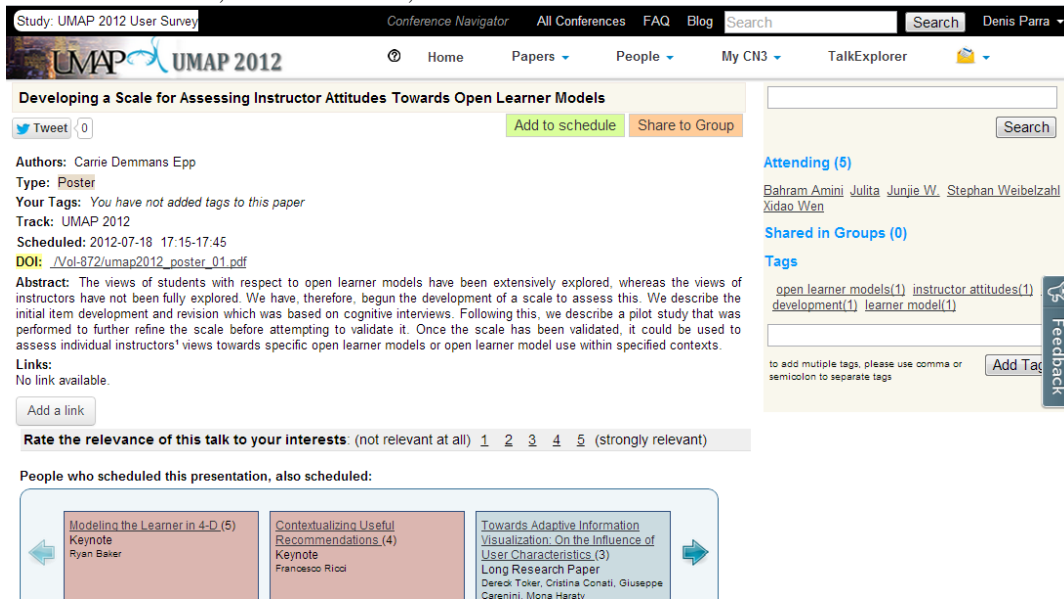 Study: UMAP 2012 User Survey
Conference Navigator All Conferences FAQ Blog Search Search Denis Parra
UMAP UMAP 2012
Home Papers People My CN3 TalkExplorer
Developing a Scale for Assessing Instructor Attitudes Towards Open Learner Models
Tweet 0
Add to schedule Share to Group
Authors: Carrie Demmans Epp
Type: Poster
Your Tags: You have not added tags to this paper
Track: UMAP 2012
Scheduled: 2012-07-18 17:15-17:45
DOI: /Vol-872/umap2012_poster_01.pdf
Abstract: The views of students with respect to open learner models have been extensively explored, whereas the views of
instructors have not been fully explored. We have, therefore, begun the development of a scale to assess this. We describe the
initial item development and revision which was based on cognitive interviews. Following this, we describe a pilot study that was
performed to further refine the scale before attempting to validate it. Once the scale has been validated, it could be used to
assess individual instructors¹ views towards specific open learner models or open learner model use within specified contexts.
Links:
No link available.
Add a link
Rate the relevance of this talk to your interests: (not relevant at all) 1 2 3 4 5 (strongly relevant)
People who scheduled this presentation, also scheduled:
Modeling the Learner in 4-D (5)
Keynote
Ryan Baker
Contextualizing Useful
Recommendations (4)
Keynote
Francesco Ricci
Towards Adaptive Information
Visualization: On the Influence of
User Characteristics (3)
Long Research Paper
Dereck Toker, Cristina Conati, Giuseppe
Carenini, Mona Haraty
Search
Attending (5)
Bahram Amini Julita Junjie W. Stephan Weibelzahl
Xidao Wen
Shared in Groups (0)
Tags
open learner models(1) instructor attitudes(1)
development(1) learner model(1)
to add mutiple tags, please use comma or
semicolon to separate tags
Add Tag
Feedback